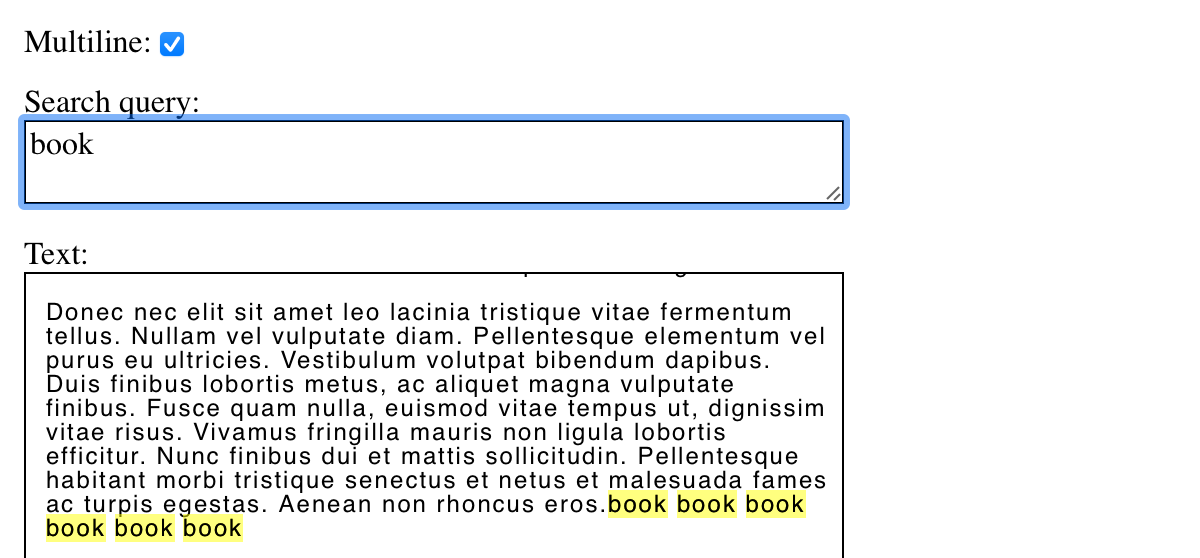 Multiline:
Search query:
book
Text:
Donec nec elit sit amet leo lacinia tristique vitae fermentum
tellus. Nullam vel vulputate diam. Pellentesque elementum vel
purus eu ultricies. Vestibulum volutpat bibendum dapibus.
Duis finibus lobortis metus, ac aliquet magna vulputate
finibus. Fusce quam nulla, euismod vitae tempus ut, dignissim
vitae risus. Vivamus fringilla mauris non ligula lobortis
efficitur. Nunc finibus dui et mattis sollicitudin. Pellentesque
habitant morbi tristique senectus et netus et malesuada fames
ac turpis egestas. Aenean non rhoncus eros.book book book
book book book